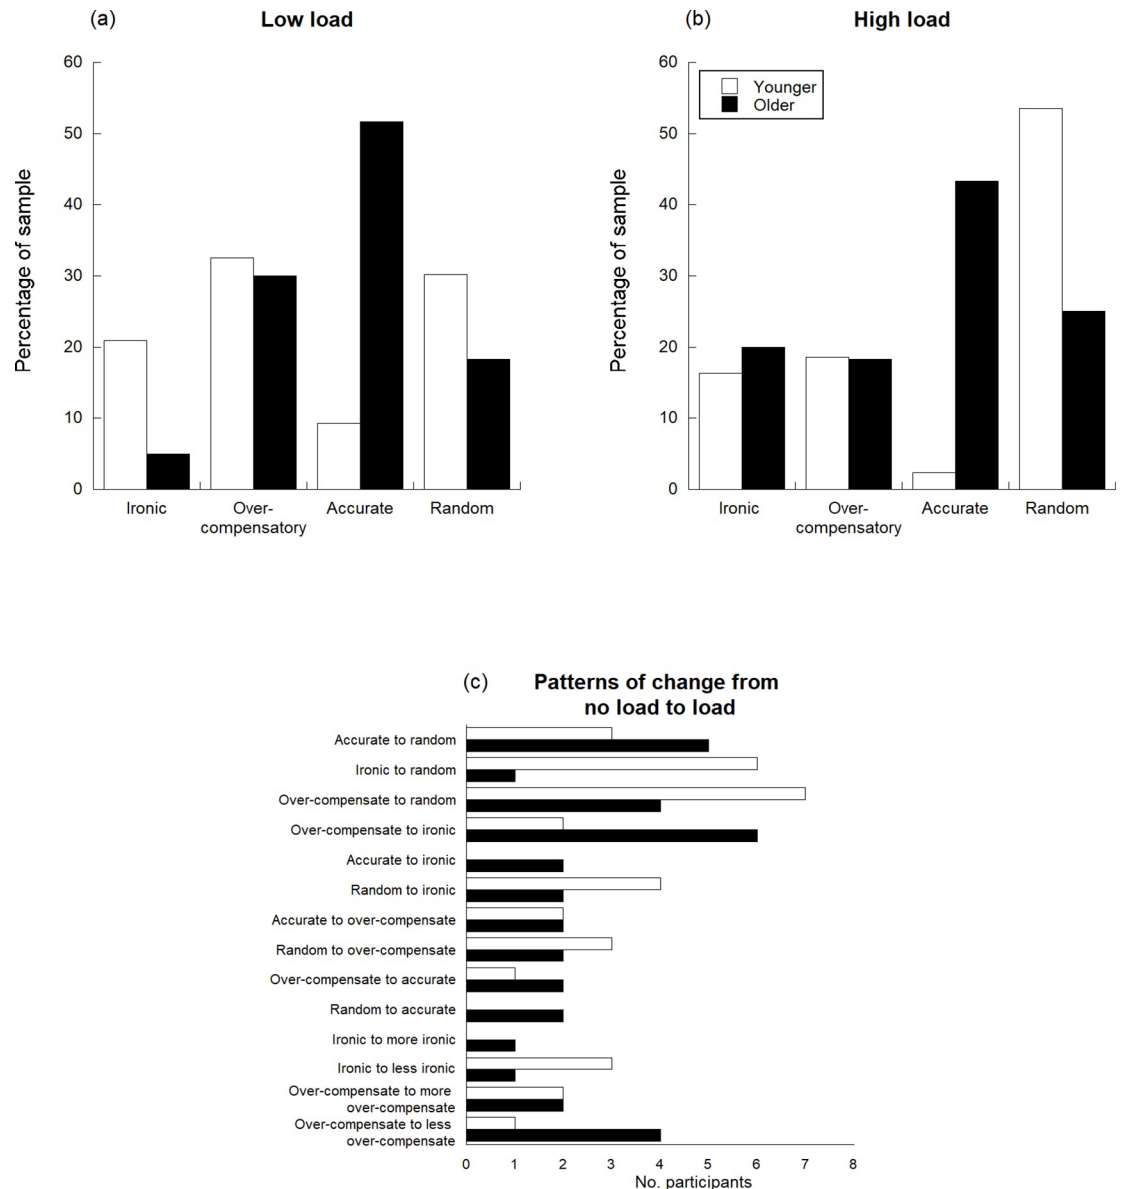 (a) Low load
60
50
40
30
20
10
0
Percentage of sample
Ironic
Over-
compensatory
Accurate
Random
(b) High load
60
50
40
30
20
10
0
Percentage of sample
Younger
Older
Ironic
Over-
compensatory
Accurate
Random
(c) Patterns of change from
no load to load
Accurate to random
Ironic to random
Over-compensate to random
Over-compensate to ironic
Accurate to ironic
Random to ironic
Accurate to over-compensate
Random to over-compensate
Over-compensate to accurate
Random to accurate
Ironic to more ironic
Ironic to less ironic
Over-compensate to more
over-compensate
Over-compensate to less
over-compensate
0 1 2 3 4 5 6 7 8
No. participants